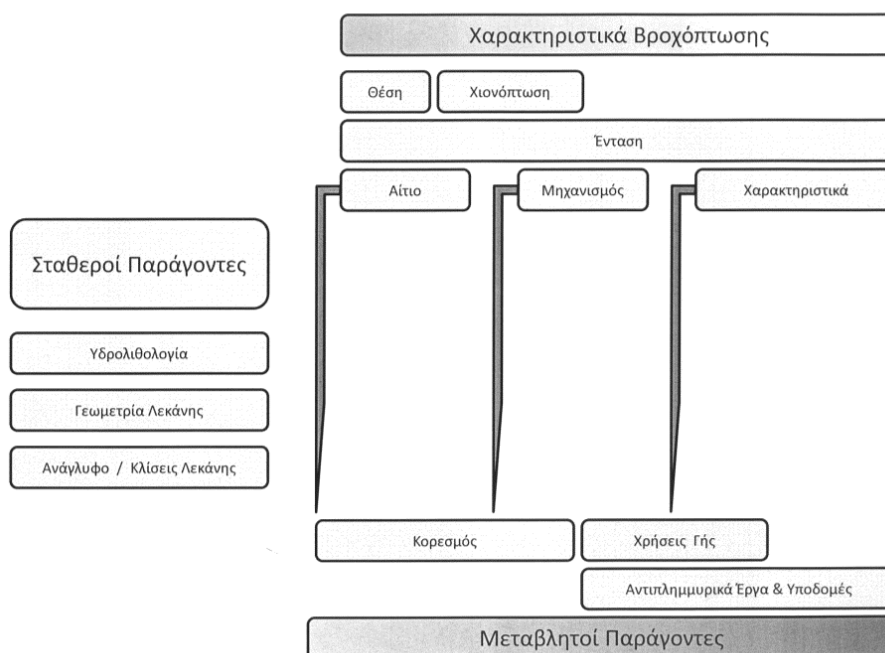 Χαρακτηριστικά Βροχόπτωσης
Θέση Χιονόπτωση
Ένταση
Αίτιο Μηχανισμός Χαρακτηριστικά
Σταθεροί Παράγοντες
Υδρολιθολογία
Γεωμετρία Λεκάνης
Ανάγλυφο / Κλίσεις Λεκάνης
Κορεσμός Χρήσεις Γής
Αντιπλημμυρικά Έργα & Υποδομές
Μεταβλητοί Παράγοντες